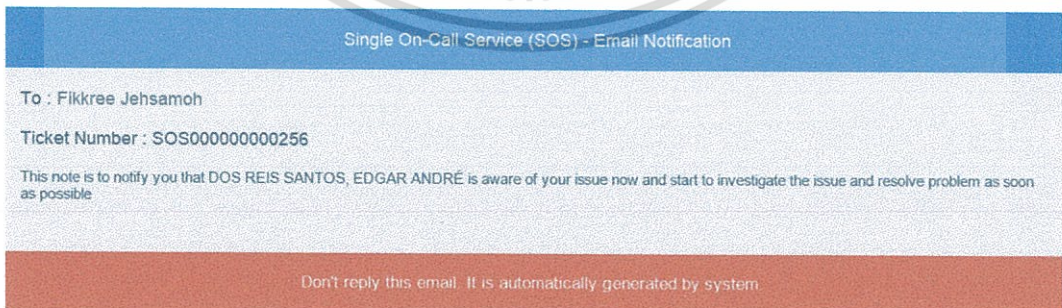 Single On-Call Service (SOS) - Email Notification
To : Fikkree Jehsamoh
Ticket Number : SOS000000000256
This note is to notify you that DOS REIS SANTOS, EDGAR ANDRÉ is aware of your issue now and start to investigate the issue and resolve problem as soon
as possible
Don't reply this email. It is automatically generated by system.